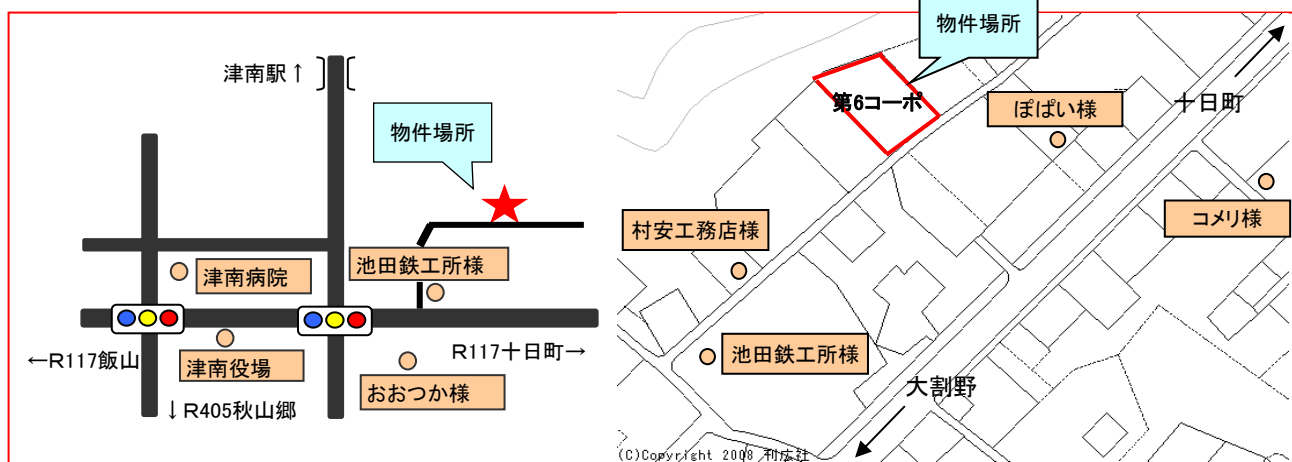 津南駅↑
物件場所
池田鉄工所様
津南病院
←R117飯山
津南役場
R117十日町→
おおつか様
↓R405秋山郷
物件場所
第6コーポ
ぽぱい様
十日町
コメリ様
村安工務店様
池田鉄工所様
大割野
(C)Copyright 2008 刊広社